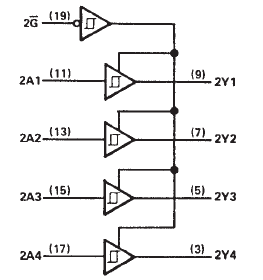 2G̅ (19)
2A1 (11) (9) 2Y1
2A2 (13) (7) 2Y2
2A3 (15) (5) 2Y3
2A4 (17) (3) 2Y4